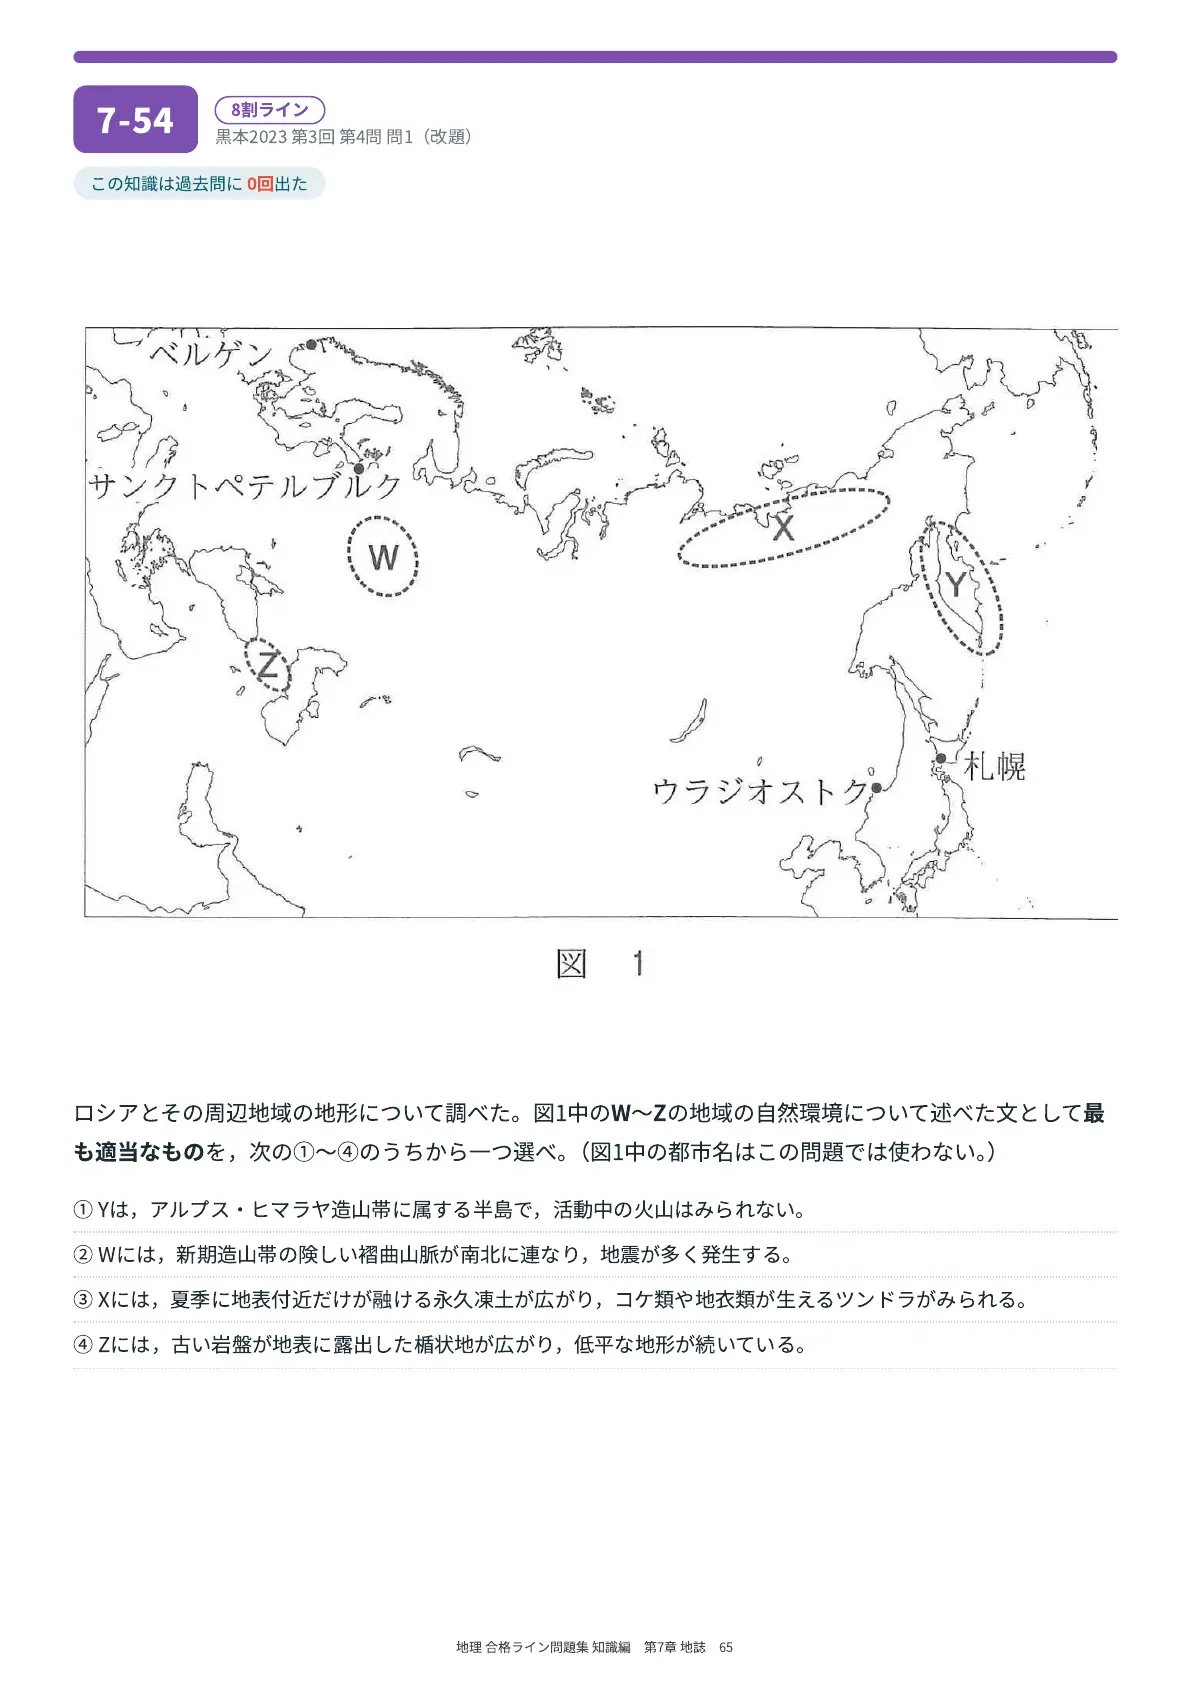 7-54
8割ライン
黒本2023 第3回 第4問 問1（改題）
この知識は過去問に 0回出た
ベルゲン
サンクトペテルブルク
W
X
Y
Z
札幌
ウラジオストク
図 1
ロシアとその周辺地域の地形について調べた。図1中のW～Zの地域の自然環境について述べた文として最
も適当なものを，次の①～④のうちから一つ選べ。（図1中の都市名はこの問題では使わない。）
① Yは，アルプス・ヒマラヤ造山帯に属する半島で，活動中の火山はみられない。
② Wには，新期造山帯の険しい褶曲山脈が南北に連なり，地震が多く発生する。
③ Xには，夏季に地表付近だけが融ける永久凍土が広がり，コケ類や地衣類が生えるツンドラがみられる。
④ Zには，古い岩盤が地表に露出した楯状地が広がり，低平な地形が続いている。
地理 合格ライン問題集 知識編 第7章 地誌 65